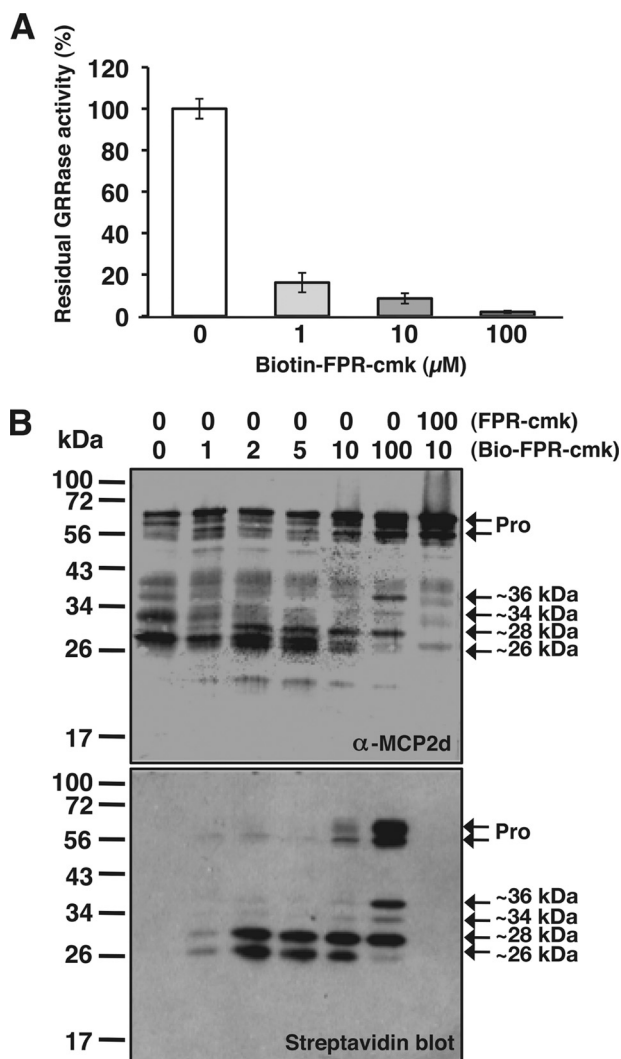 A
Residual GRRase activity (%)
120
100
80
60
40
20
0
0 1 10 100
Biotin-FPR-cmk (µM)
B
0 0 0 0 0 0 100 (FPR-cmk)
kDa 0 1 2 5 10 100 10 (Bio-FPR-cmk)
100
72
56
43
34
26
17
Pro
~36 kDa
~34 kDa
~28 kDa
~26 kDa
α-MCP2d
100
72
56
43
34
26
17
Pro
~36 kDa
~34 kDa
~28 kDa
~26 kDa
Streptavidin blot